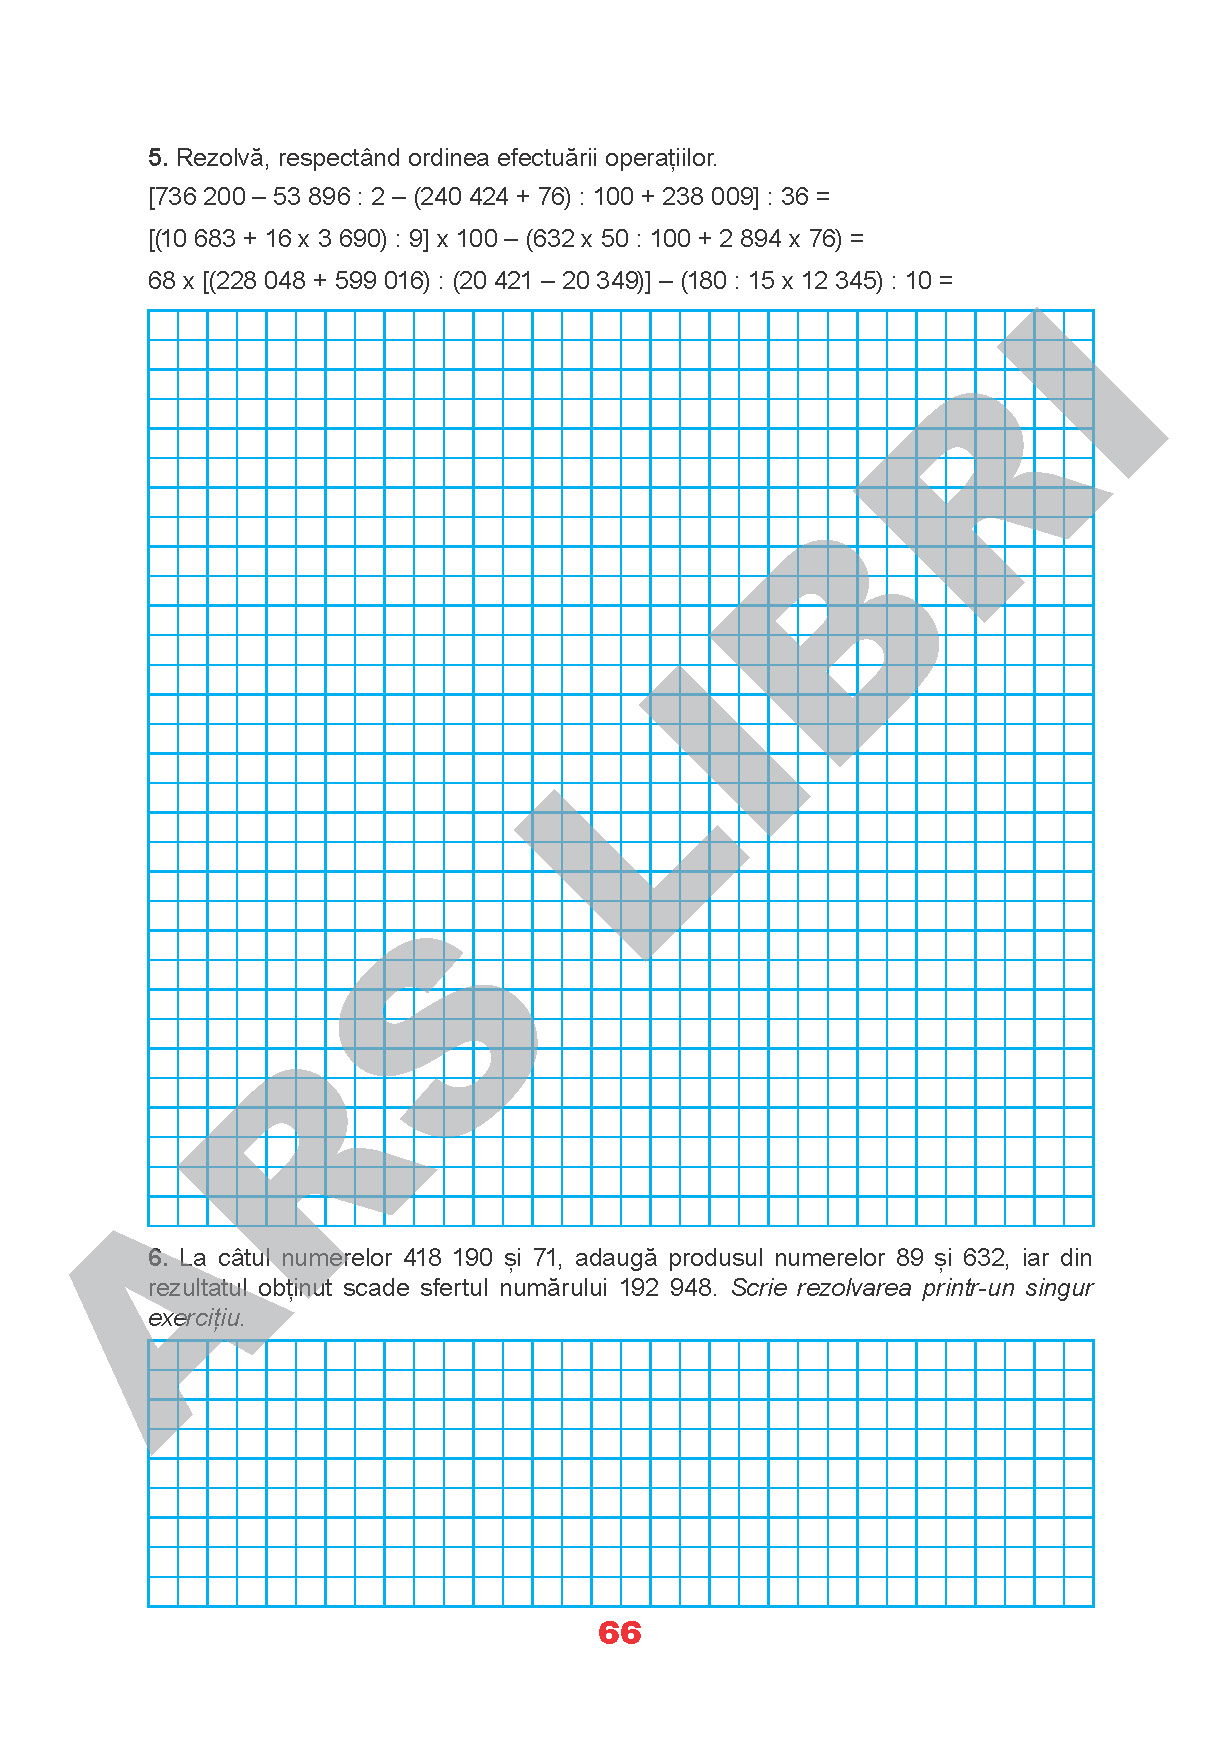 5. Rezolvă, respectând ordinea efectuării operațiilor.
[736 200 – 53 896 : 2 – (240 424 + 76) : 100 + 238 009] : 36 =
[(10 683 + 16 x 3 690) : 9] x 100 – (632 x 50 : 100 + 2 894 x 76) =
68 x [(228 048 + 599 016) : (20 421 – 20 349)] – (180 : 15 x 12 345) : 10 =
ARS LIBRI
6. La câtul numerelor 418 190 și 71, adaugă produsul numerelor 89 și 632, iar din
rezultatul obținut scade sfertul numărului 192 948. Scrie rezolvarea printr-un singur
exercițiu.
66